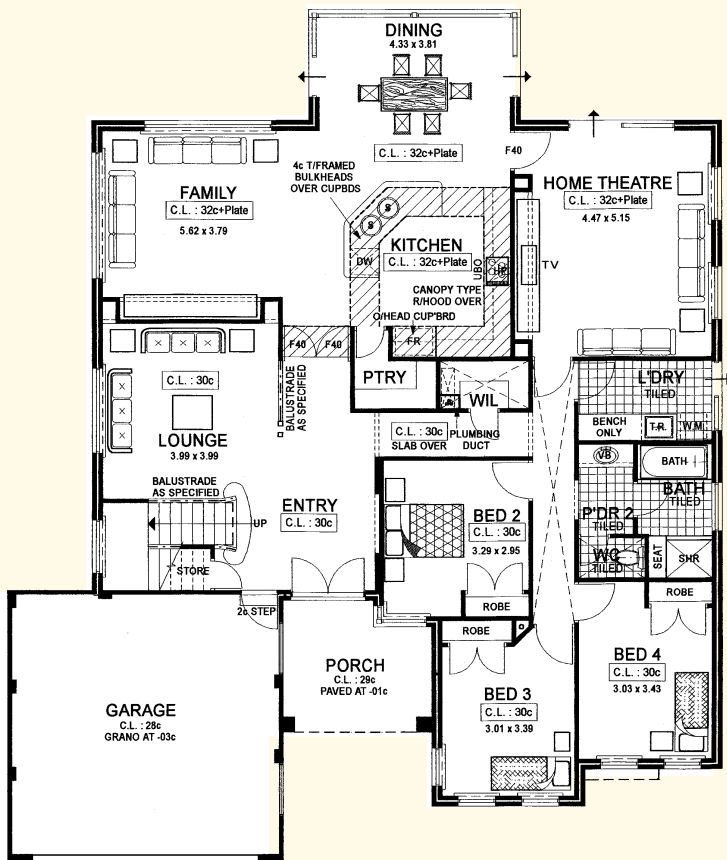 DINING
4.33 x 3.81
C.L. : 32c+Plate
F40
4c T/FRAMED
BULKHEADS
OVER CUPBDS
FAMILY
C.L. : 32c+Plate
5.62 x 3.79
HOME THEATRE
C.L. : 32c+Plate
4.47 x 5.15
S
S
KITCHEN
C.L. : 32c+Plate
DW
UBO
HP
TV
CANOPY TYPE
R/HOOD OVER
O/HEAD CUP'BRD
FR
F40
F40
PTRY
WIL
L'DRY
TILED
BENCH
ONLY
T.R.
W.M
C.L. : 30c
LOUNGE
3.99 x 3.99
BALUSTRADE
AS SPECIFIED
C.L. : 30c
SLAB OVER
PLUMBING
DUCT
VB
BATH
BATH
TILED
P'DR 2
TILED
WC
TILED
SEAT
SHR
BALUSTRADE
AS SPECIFIED
UP
ENTRY
C.L. : 30c
BED 2
C.L. : 30c
3.29 x 2.95
STORE
2c STEP
ROBE
ROBE
ROBE
PORCH
C.L. : 29c
PAVED AT -01c
BED 3
C.L. : 30c
3.01 x 3.39
BED 4
C.L. : 30c
3.03 x 3.43
GARAGE
C.L. : 28c
GRANO AT -03c